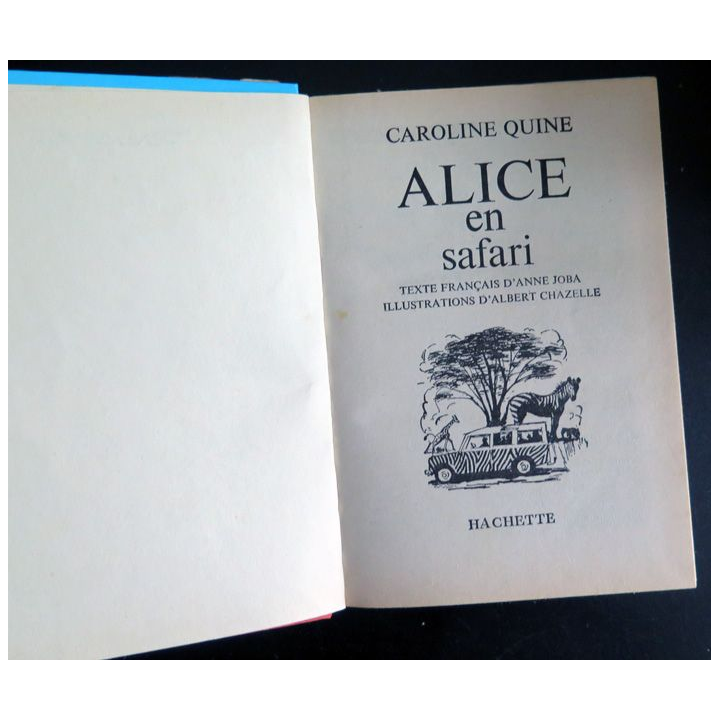 CAROLINE QUINE
ALICE
en
safari
TEXTE FRANÇAIS D'ANNE JOBA
ILLUSTRATIONS D'ALBERT CHAZELLE
HACHETTE